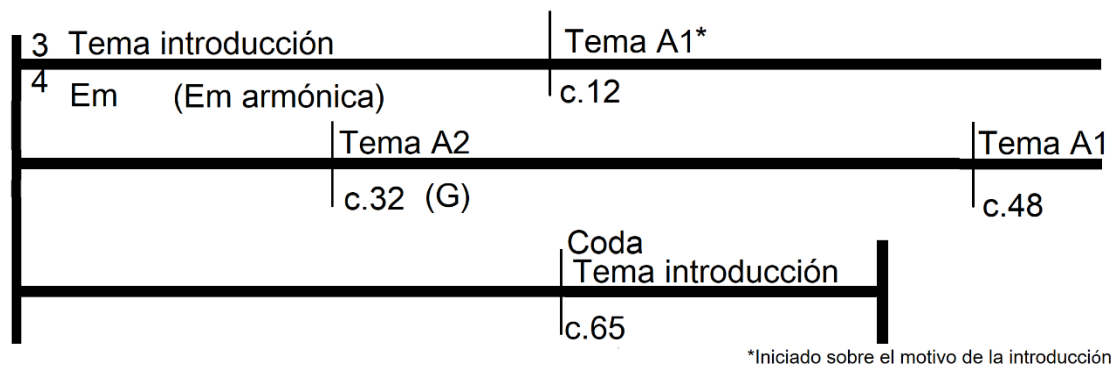 3 Tema introducción Tema A1*
4 Em (Em armónica) c.12
Tema A2 Tema A1
c.32 (G) c.48
Coda
Tema introducción
c.65
*Iniciado sobre el motivo de la introducción